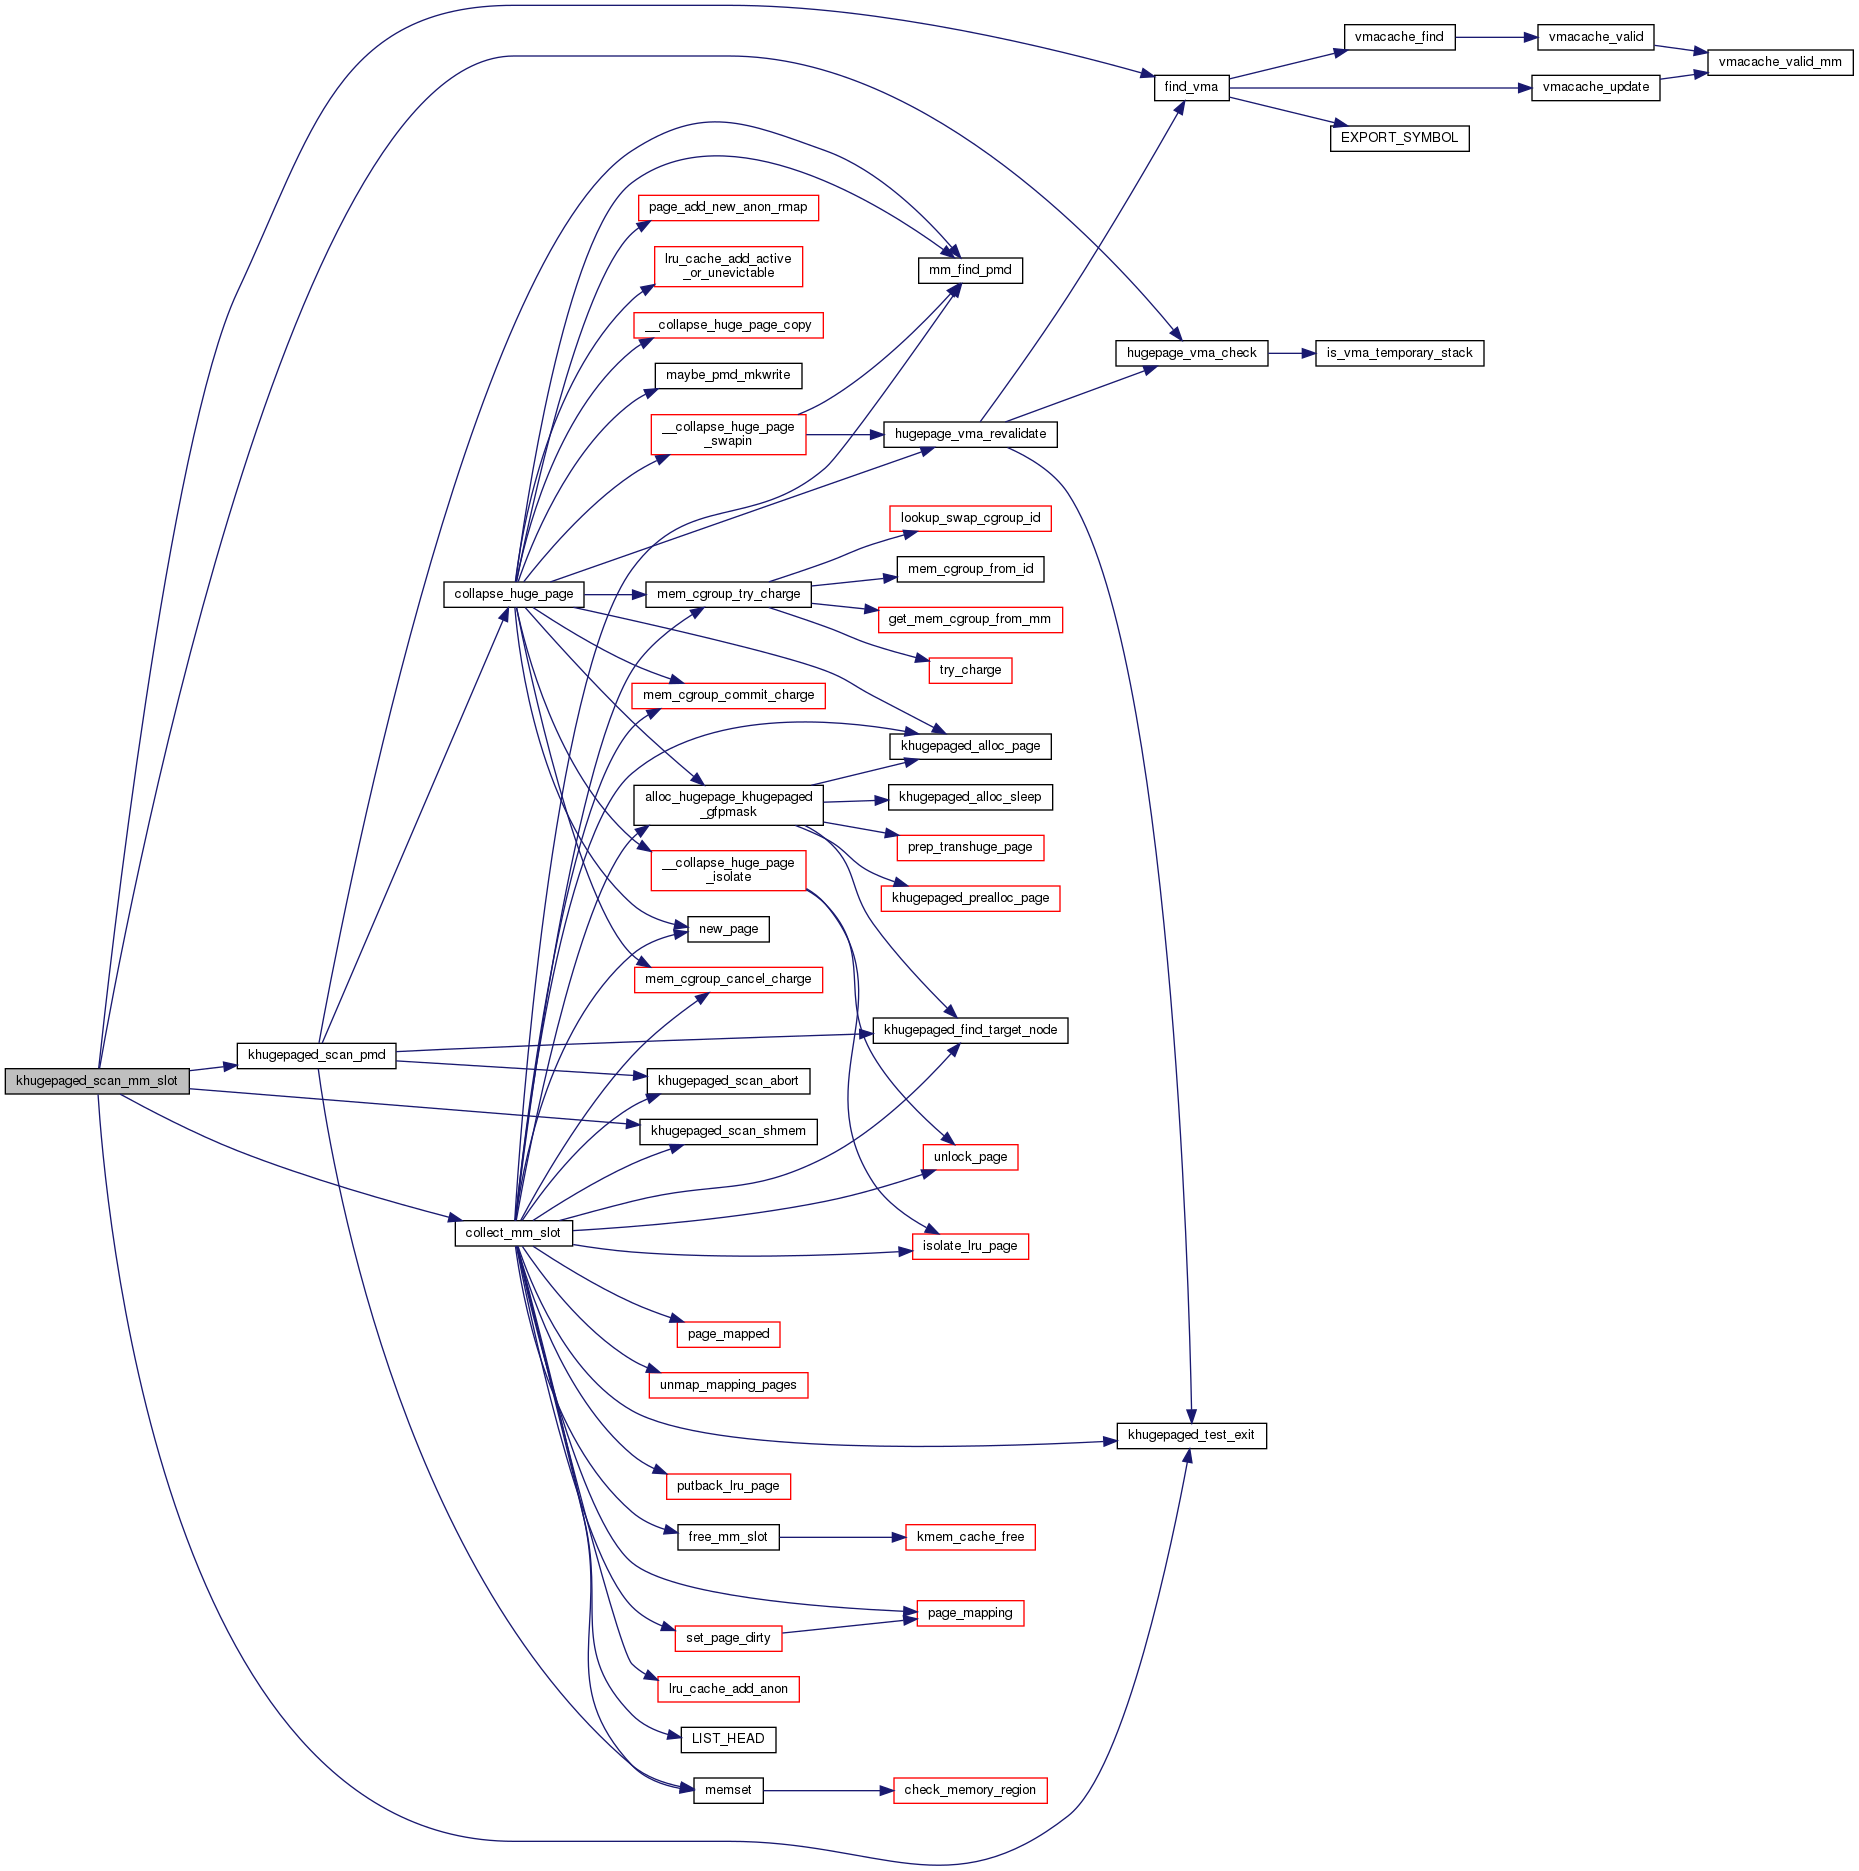 vmacache_find
vmacache_valid
vmacache_valid_mm
find_vma
vmacache_update
EXPORT_SYMBOL
page_add_new_anon_rmap
lru_cache_add_active
_or_unevictable
mm_find_pmd
__collapse_huge_page_copy
hugepage_vma_check
is_vma_temporary_stack
maybe_pmd_mkwrite
__collapse_huge_page
_swapin
hugepage_vma_revalidate
lookup_swap_cgroup_id
mem_cgroup_from_id
collapse_huge_page
mem_cgroup_try_charge
get_mem_cgroup_from_mm
try_charge
mem_cgroup_commit_charge
khugepaged_alloc_page
alloc_hugepage_khugepaged
_gfpmask
khugepaged_alloc_sleep
prep_transhuge_page
__collapse_huge_page
_isolate
khugepaged_prealloc_page
new_page
mem_cgroup_cancel_charge
khugepaged_find_target_node
khugepaged_scan_pmd
khugepaged_scan_mm_slot
khugepaged_scan_abort
khugepaged_scan_shmem
unlock_page
collect_mm_slot
isolate_lru_page
page_mapped
unmap_mapping_pages
khugepaged_test_exit
putback_lru_page
free_mm_slot
kmem_cache_free
page_mapping
set_page_dirty
lru_cache_add_anon
LIST_HEAD
memset
check_memory_region